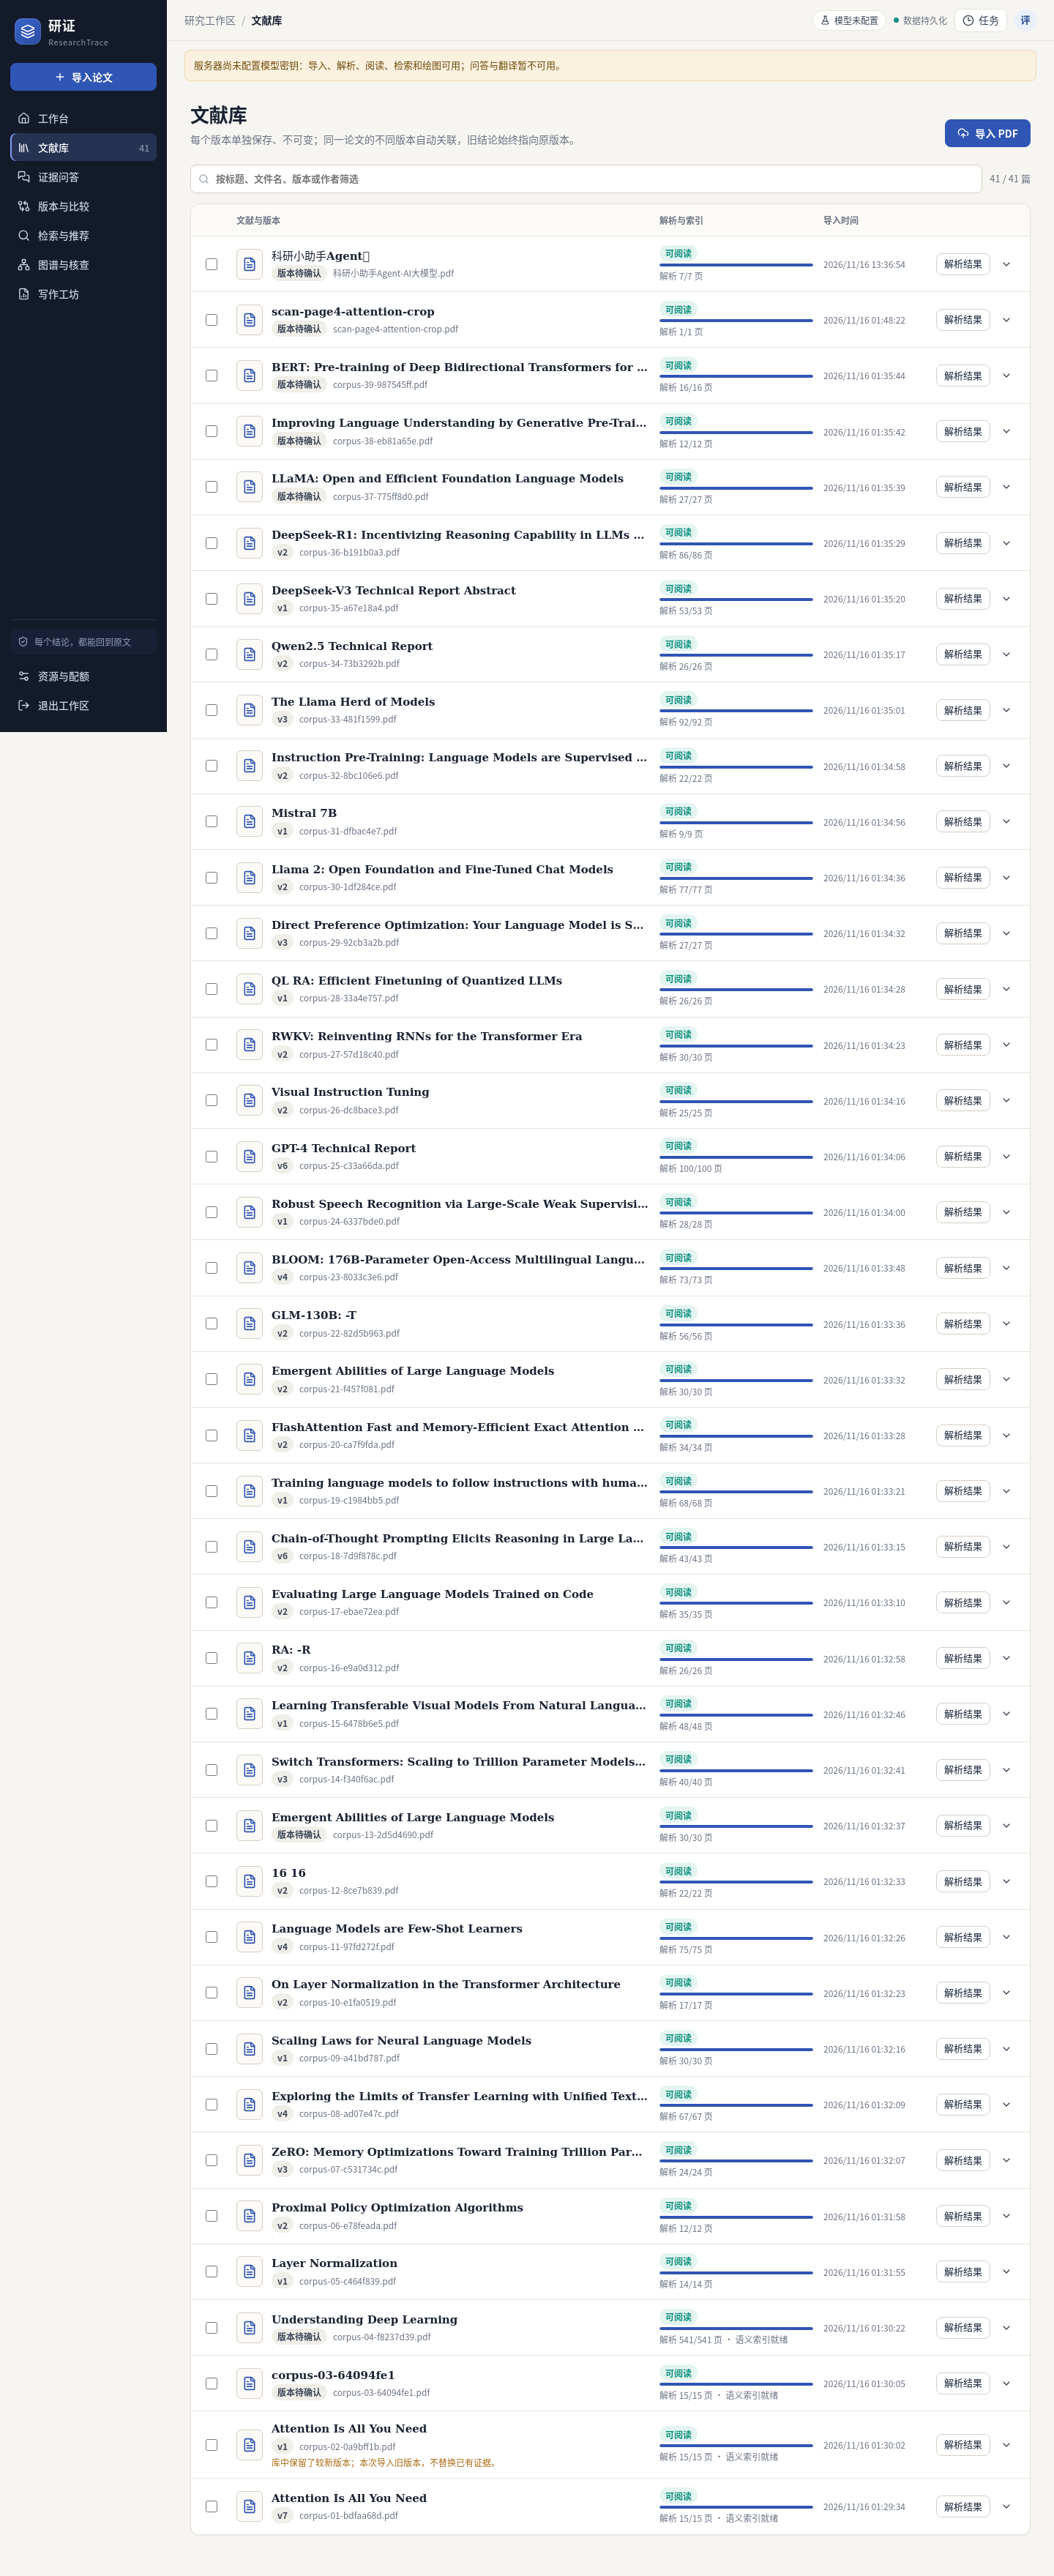 研证
ResearchTrace
导入论文
工作台
文献库 41
证据问答
版本与比较
检索与推荐
图谱与核查
写作工坊
每个结论，都能回到原文
资源与配额
退出工作区
研究工作区 / 文献库
模型未配置 数据持久化 任务 评
服务器尚未配置模型密钥：导入、解析、阅读、检索和绘图可用；问答与翻译暂不可用。
文献库
每个版本单独保存、不可变；同一论文的不同版本自动关联，旧结论始终指向原版本。
导入 PDF
按标题、文件名、版本或作者筛选
41 / 41 篇
文献与版本 解析与索引 导入时间
科研小助手Agent
版本待确认 科研小助手Agent-AI大模型.pdf
可阅读
解析 7/7 页
2026/11/16 13:36:54
解析结果
scan-page4-attention-crop
版本待确认 scan-page4-attention-crop.pdf
可阅读
解析 1/1 页
2026/11/16 01:48:22
解析结果
BERT: Pre-training of Deep Bidirectional Transformers for ...
版本待确认 corpus-39-987545ff.pdf
可阅读
解析 16/16 页
2026/11/16 01:35:44
解析结果
Improving Language Understanding by Generative Pre-Trai...
版本待确认 corpus-38-eb81a65e.pdf
可阅读
解析 12/12 页
2026/11/16 01:35:42
解析结果
LLaMA: Open and Efficient Foundation Language Models
版本待确认 corpus-37-775ff8d0.pdf
可阅读
解析 27/27 页
2026/11/16 01:35:39
解析结果
DeepSeek-R1: Incentivizing Reasoning Capability in LLMs ...
v2 corpus-36-b191b0a3.pdf
可阅读
解析 86/86 页
2026/11/16 01:35:29
解析结果
DeepSeek-V3 Technical Report Abstract
v1 corpus-35-a67e18a4.pdf
可阅读
解析 53/53 页
2026/11/16 01:35:20
解析结果
Qwen2.5 Technical Report
v2 corpus-34-73b3292b.pdf
可阅读
解析 26/26 页
2026/11/16 01:35:17
解析结果
The Llama Herd of Models
v3 corpus-33-481f1599.pdf
可阅读
解析 92/92 页
2026/11/16 01:35:01
解析结果
Instruction Pre-Training: Language Models are Supervised ...
v2 corpus-32-8bc106e6.pdf
可阅读
解析 22/22 页
2026/11/16 01:34:58
解析结果
Mistral 7B
v1 corpus-31-dfbac4e7.pdf
可阅读
解析 9/9 页
2026/11/16 01:34:56
解析结果
Llama 2: Open Foundation and Fine-Tuned Chat Models
v2 corpus-30-1df284ce.pdf
可阅读
解析 77/77 页
2026/11/16 01:34:36
解析结果
Direct Preference Optimization: Your Language Model is S...
v3 corpus-29-92cb3a2b.pdf
可阅读
解析 27/27 页
2026/11/16 01:34:32
解析结果
QL RA: Efficient Finetuning of Quantized LLMs
v1 corpus-28-33a4e757.pdf
可阅读
解析 26/26 页
2026/11/16 01:34:28
解析结果
RWKV: Reinventing RNNs for the Transformer Era
v2 corpus-27-57d18c40.pdf
可阅读
解析 30/30 页
2026/11/16 01:34:23
解析结果
Visual Instruction Tuning
v2 corpus-26-dc8bace3.pdf
可阅读
解析 25/25 页
2026/11/16 01:34:16
解析结果
GPT-4 Technical Report
v6 corpus-25-c33a66da.pdf
可阅读
解析 100/100 页
2026/11/16 01:34:06
解析结果
Robust Speech Recognition via Large-Scale Weak Supervisi...
v1 corpus-24-6337bde0.pdf
可阅读
解析 28/28 页
2026/11/16 01:34:00
解析结果
BLOOM: 176B-Parameter Open-Access Multilingual Langu...
v4 corpus-23-8033c3e6.pdf
可阅读
解析 73/73 页
2026/11/16 01:33:48
解析结果
GLM-130B: -T
v2 corpus-22-82d5b963.pdf
可阅读
解析 56/56 页
2026/11/16 01:33:36
解析结果
Emergent Abilities of Large Language Models
v2 corpus-21-f457f081.pdf
可阅读
解析 30/30 页
2026/11/16 01:33:32
解析结果
FlashAttention Fast and Memory-Efficient Exact Attention ...
v2 corpus-20-ca7f9fda.pdf
可阅读
解析 34/34 页
2026/11/16 01:33:28
解析结果
Training language models to follow instructions with huma...
v1 corpus-19-c1984bb5.pdf
可阅读
解析 68/68 页
2026/11/16 01:33:21
解析结果
Chain-of-Thought Prompting Elicits Reasoning in Large La...
v6 corpus-18-7d9f878c.pdf
可阅读
解析 43/43 页
2026/11/16 01:33:15
解析结果
Evaluating Large Language Models Trained on Code
v2 corpus-17-ebae72ea.pdf
可阅读
解析 35/35 页
2026/11/16 01:33:10
解析结果
RA: -R
v2 corpus-16-e9a0d312.pdf
可阅读
解析 26/26 页
2026/11/16 01:32:58
解析结果
Learning Transferable Visual Models From Natural Langua...
v1 corpus-15-6478b6e5.pdf
可阅读
解析 48/48 页
2026/11/16 01:32:46
解析结果
Switch Transformers: Scaling to Trillion Parameter Models...
v3 corpus-14-f340f6ac.pdf
可阅读
解析 40/40 页
2026/11/16 01:32:41
解析结果
Emergent Abilities of Large Language Models
版本待确认 corpus-13-2d5d4690.pdf
可阅读
解析 30/30 页
2026/11/16 01:32:37
解析结果
16 16
v2 corpus-12-8ce7b839.pdf
可阅读
解析 22/22 页
2026/11/16 01:32:33
解析结果
Language Models are Few-Shot Learners
v4 corpus-11-97fd272f.pdf
可阅读
解析 75/75 页
2026/11/16 01:32:26
解析结果
On Layer Normalization in the Transformer Architecture
v2 corpus-10-e1fa0519.pdf
可阅读
解析 17/17 页
2026/11/16 01:32:23
解析结果
Scaling Laws for Neural Language Models
v1 corpus-09-a41bd787.pdf
可阅读
解析 30/30 页
2026/11/16 01:32:16
解析结果
Exploring the Limits of Transfer Learning with Unified Text...
v4 corpus-08-ad07e47c.pdf
可阅读
解析 67/67 页
2026/11/16 01:32:09
解析结果
ZeRO: Memory Optimizations Toward Training Trillion Par...
v3 corpus-07-c531734c.pdf
可阅读
解析 24/24 页
2026/11/16 01:32:07
解析结果
Proximal Policy Optimization Algorithms
v2 corpus-06-e78feada.pdf
可阅读
解析 12/12 页
2026/11/16 01:31:58
解析结果
Layer Normalization
v1 corpus-05-c464f839.pdf
可阅读
解析 14/14 页
2026/11/16 01:31:55
解析结果
Understanding Deep Learning
版本待确认 corpus-04-f8237d39.pdf
可阅读
解析 541/541 页 · 语义索引就绪
2026/11/16 01:30:22
解析结果
corpus-03-64094fe1
版本待确认 corpus-03-64094fe1.pdf
可阅读
解析 15/15 页 · 语义索引就绪
2026/11/16 01:30:05
解析结果
Attention Is All You Need
v1 corpus-02-0a9bff1b.pdf
库中保留了较新版本；本次导入旧版本，不替换已有证据。
可阅读
解析 15/15 页 · 语义索引就绪
2026/11/16 01:30:02
解析结果
Attention Is All You Need
v7 corpus-01-bdfaa68d.pdf
可阅读
解析 15/15 页 · 语义索引就绪
2026/11/16 01:29:34
解析结果